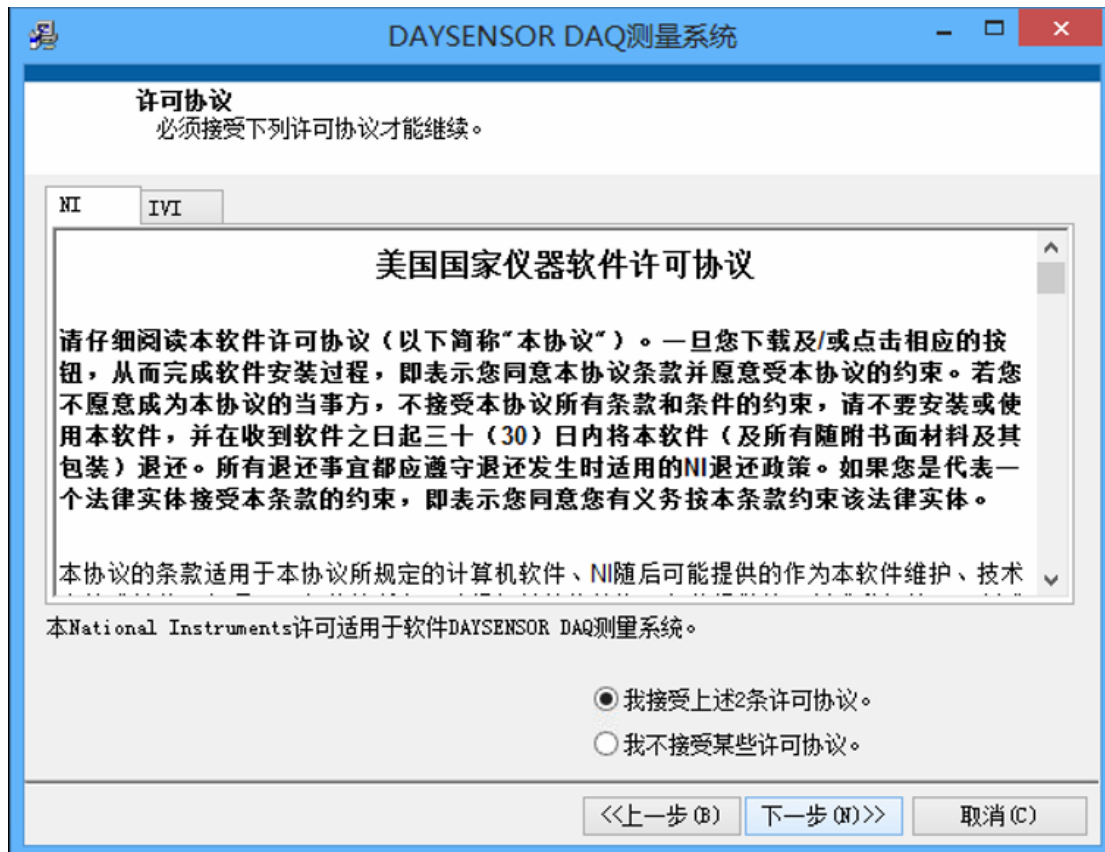 DAYSENSOR DAQ测量系统
许可协议
必须接受下列许可协议才能继续。
NI IVI
美国国家仪器软件许可协议
请仔细阅读本软件许可协议（以下简称“本协议“）。一旦您下载及/或点击相应的按
钮，从而完成软件安装过程，即表示您同意本协议条款并愿意受本协议的约束。若您
不愿意成为本协议的当事方，不接受本协议所有条款和条件的约束，请不要安装或使
用本软件，并在收到软件之日起三十（30）日内将本软件（及所有随附书面材料及其
包装）退还。所有退还事宜都应遵守退还发生时适用的NI退还政策。如果您是代表一
个法律实体接受本条款的约束，即表示您同意您有义务按本条款约束该法律实体。
本协议的条款适用于本协议所规定的计算机软件、NI随后可能提供的作为本软件维护、技术
本National Instruments许可适用于软件DAYSENSOR DAQ测量系统。
我接受上述2条许可协议。
我不接受某些许可协议。
<<上一步(B) 下一步(N)>> 取消(C)